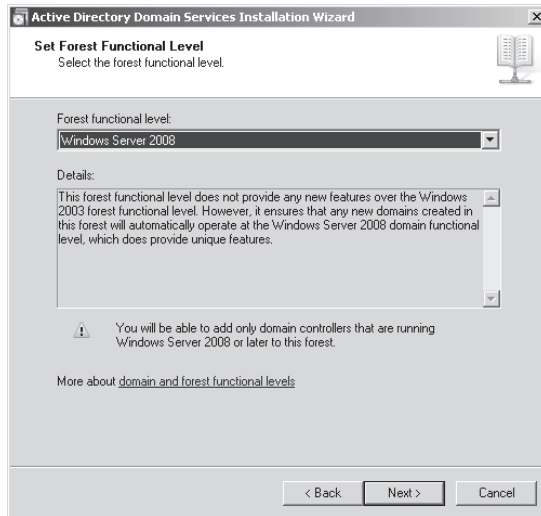 Active Directory Domain Services Installation Wizard
Set Forest Functional Level
Select the forest functional level.
Forest functional level:
Windows Server 2008
Details:
This forest functional level does not provide any new features over the Windows
2003 forest functional level. However, it ensures that any new domains created in
this forest will automatically operate at the Windows Server 2008 domain functional
level, which does provide unique features.
You will be able to add only domain controllers that are running
Windows Server 2008 or later to this forest.
More about domain and forest functional levels
< Back Next > Cancel